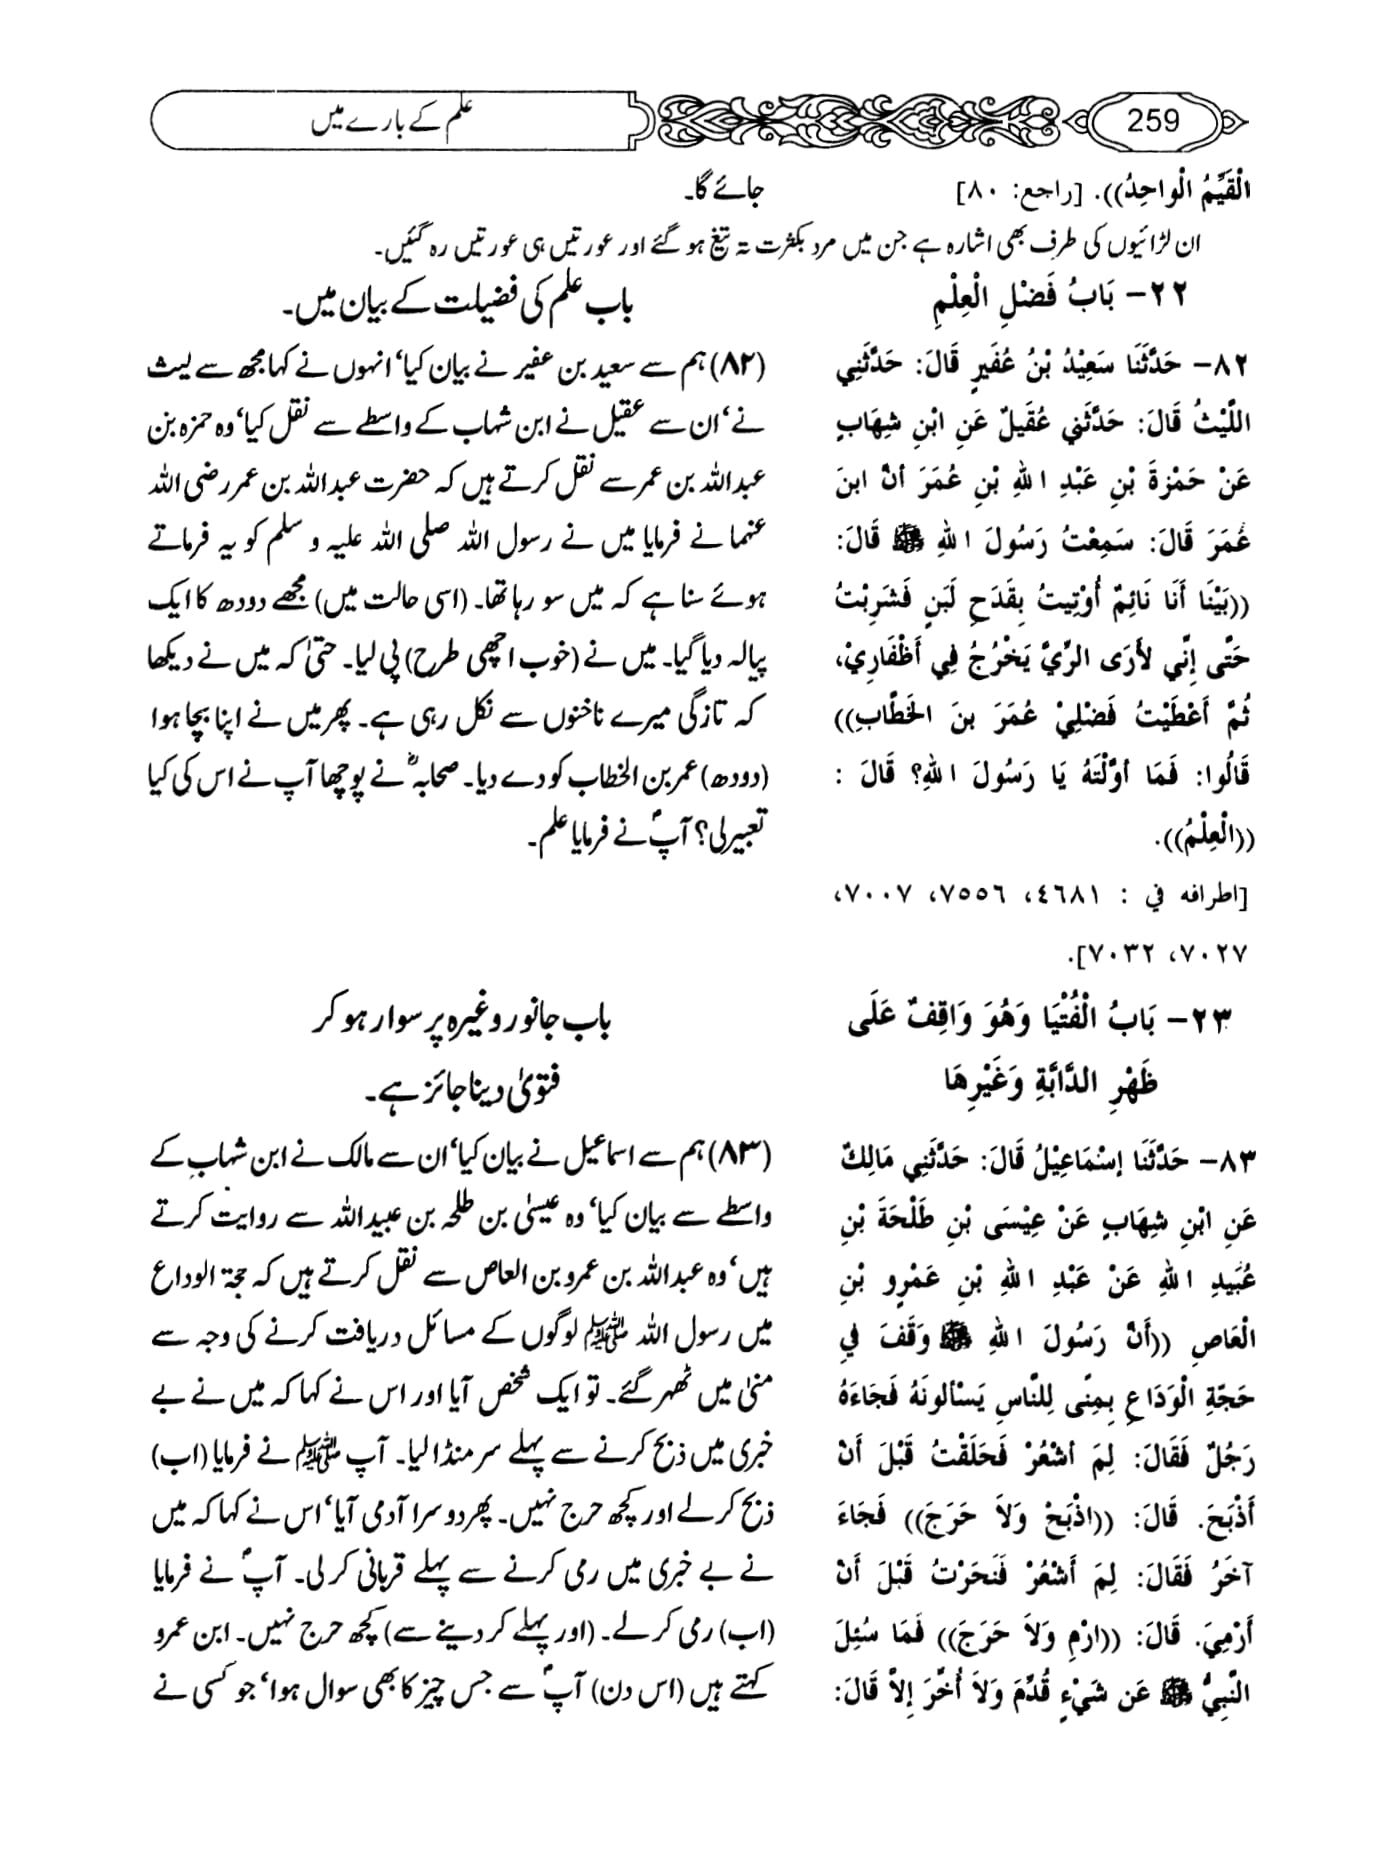 259
علم کے بارے میں
الْقَيِّمُ الْوَاحِدُ)). [راجع: ٨٠]
جائے گا۔
ان لڑائیوں کی طرف بھی اشارہ ہے جن میں مرد بکثرت تہ تیغ ہو گئے اور عورتیں ہی عورتیں رہ گئیں۔
٢٢- بَابُ فَضْلِ الْعِلْمِ
٨٢- حَدَّثَنَا سَعِيْدُ بْنُ عُفَيرٍ قَالَ: حَدَّثَنِي
اللَّيْثُ قَالَ: حَدَّثَنِي عُقَيلٌ عَنِ ابْنِ شِهَابٍ
عَنْ حَمْزَةَ بْنِ عَبْدِ اللهِ بْنِ عُمَرَ أنَّ ابنَ
عُمَرَ قَالَ: سَمِعْتُ رَسُولَ اللهِ ﷺ قَالَ:
((بَيْنَا أَنَا نَائِمٌ أُوْتِيتُ بِقَدَحِ لَبَنٍ فَشَرِبْتُ
حَتَّى إِنِّي لأَرَى الرِّيَّ يَخْرُجُ فِي أَظْفَارِيْ،
ثُمَّ أَعْطَيْتُ فَضْلِيْ عُمَرَ بنَ الخَطَّابِ))
قَالُوا: فَمَا أوَّلْتَهُ يَا رَسُولَ اللهِ؟ قَالَ :
((الْعِلْمُ)).
[اطرافه في : ٤٦٨١، ٧٥٥٦، ٧٠٠٧،
٧٠٢٧، ٧٠٣٢].
باب علم کی فضیلت کے بیان میں۔
(۸۲) ہم سے سعید بن عفیر نے بیان کیا‘ انہوں نے کہا مجھ سے لیث
نے‘ ان سے عقیل نے ابن شہاب کے واسطے سے نقل کیا‘ وہ حمزہ بن
عبداللہ بن عمر سے نقل کرتے ہیں کہ حضرت عبداللہ بن عمر رضی اللہ
عنہما نے فرمایا میں نے رسول اللہ صلی اللہ علیہ و سلم کو یہ فرماتے
ہوئے سنا ہے کہ میں سو رہا تھا۔ (اسی حالت میں) مجھے دودھ کا ایک
پیالہ دیا گیا۔ میں نے (خوب اچھی طرح) پی لیا۔ حتیٰ کہ میں نے دیکھا
کہ تازگی میرے ناخنوں سے نکل رہی ہے۔ پھر میں نے اپنا بچا ہوا
(دودھ) عمر بن الخطاب کو دے دیا۔ صحابہؓ نے پوچھا آپ نے اس کی کیا
تعبیر لی؟ آپؐ نے فرمایا علم۔
٢٣- بَابُ الْفُتْيَا وَهُوَ وَاقِفٌ عَلَى
ظَهْرِ الدَّابَّةِ وَغَيْرِهَا
٨٣- حَدَّثَنَا إسْمَاعِيْلُ قَالَ: حَدَّثَنِي مَالِكٌ
عَنِ ابْنِ شِهَابٍ عَنْ عِيْسَى بْنِ طَلْحَةَ بْنِ
عُبَيدِ اللهِ عَنْ عَبْدِ اللهِ بْنِ عَمْرِو بْنِ
الْعَاصِ ((أَنَّ رَسُولَ اللهِ ﷺ وَقَفَ فِي
حَجَّةِ الْوَدَاعِ بِمِنًى لِلنَّاسِ يَسْألونَهُ فَجَاءَهُ
رَجُلٌ فَقَالَ: لِمَ أشْعُرْ فَحَلَقْتُ قَبْلَ أَنْ
أَذْبَحَ. قَالَ: ((اذْبَحْ وَلاَ حَرَجَ)) فَجَاءَ
آخَرُ فَقَالَ: لِمَ أَشْعُرْ فَنَحَرْتُ قَبْلَ أَنْ
أَرْمِيَ. قَالَ: ((ارْمِ وَلاَ حَرَجَ)) فَمَا سُئِلَ
النَّبِيُّ ﷺ عَن شَيْءٍ قُدِّمَ وَلاَ أُخِّرَ إِلاَّ قَالَ:
باب جانور وغیرہ پر سوار ہو کر
فتویٰ دینا جائز ہے۔
(۸۳) ہم سے اسماعیل نے بیان کیا‘ ان سے مالک نے ابن شہاب کے
واسطے سے بیان کیا‘ وہ عیسیٰ بن طلحہ بن عبیداللہ سے روایت کرتے
ہیں‘ وہ عبداللہ بن عمرو بن العاص سے نقل کرتے ہیں کہ حجۃ الوداع
میں رسول اللہ ﷺ لوگوں کے مسائل دریافت کرنے کی وجہ سے
منیٰ میں ٹھہر گئے۔ تو ایک شخص آیا اور اس نے کہا کہ میں نے بے
خبری میں ذبح کرنے سے پہلے سر منڈا لیا۔ آپ ﷺ نے فرمایا (اب)
ذبح کر لے اور کچھ حرج نہیں۔ پھر دوسرا آدمی آیا‘ اس نے کہا کہ میں
نے بے خبری میں رمی کرنے سے پہلے قربانی کر لی۔ آپؐ نے فرمایا
(اب) رمی کر لے۔ (اور پہلے کر دینے سے) کچھ حرج نہیں۔ ابن عمرو
کہتے ہیں (اس دن) آپؐ سے جس چیز کا بھی سوال ہوا‘ جو کسی نے